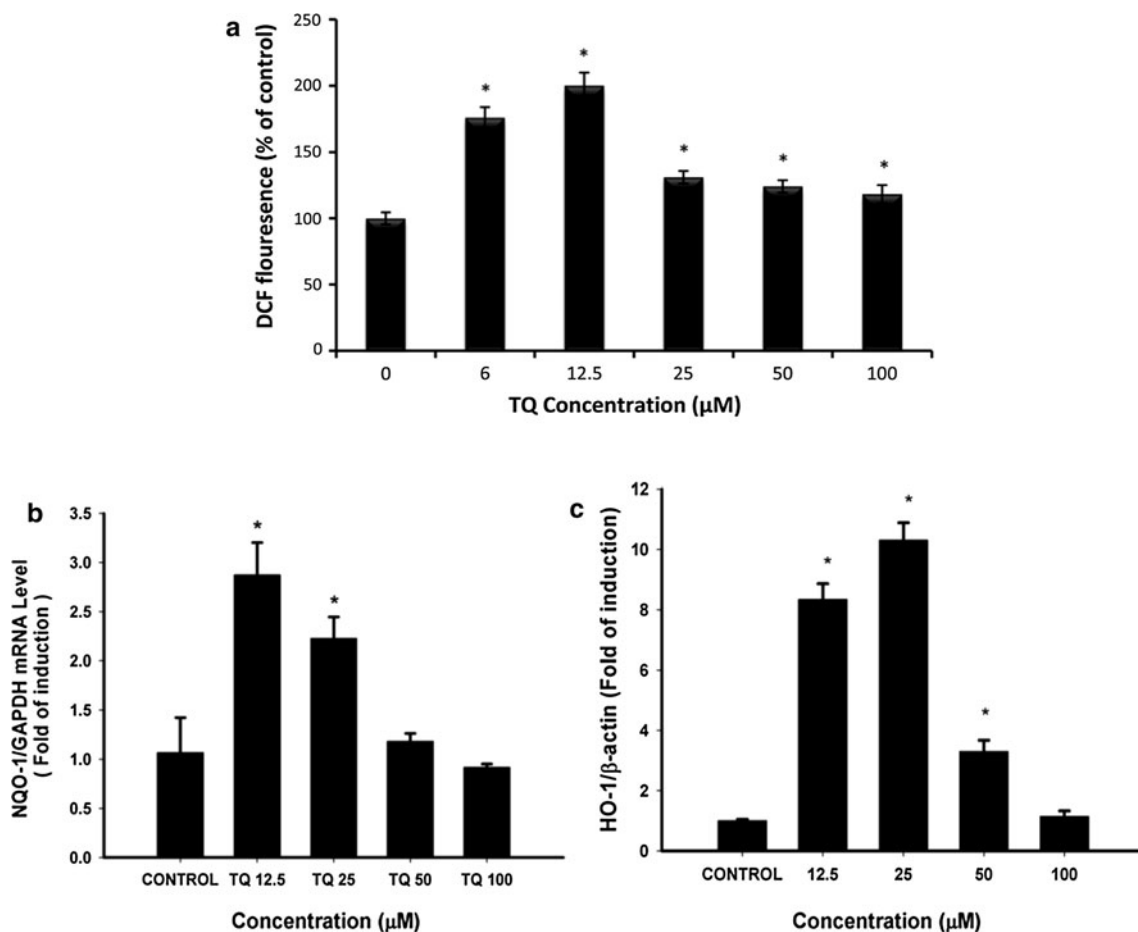 a
DCF flouresence (% of control)
250
200
150
100
50
0
* * * * *
0 6 12.5 25 50 100
TQ Concentration (µM)
b
NQO-1/GAPDH mRNA Level
( Fold of induction )
3.5
3.0
2.5
2.0
1.5
1.0
0.5
0.0
* *
CONTROL TQ 12.5 TQ 25 TQ 50 TQ 100
Concentration (µM)
c
HO-1/β-actin (Fold of induction)
12
10
8
6
4
2
0
* * *
CONTROL 12.5 25 50 100
Concentration (µM)